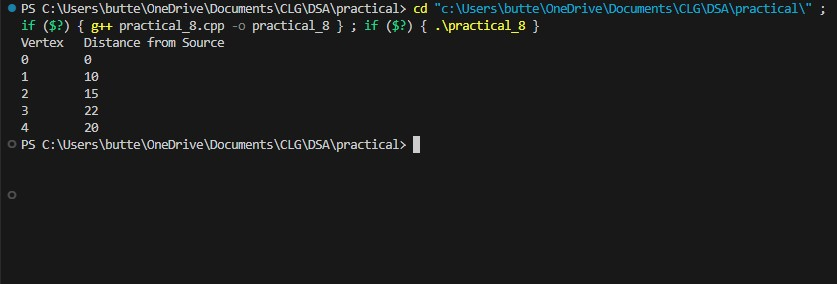 PS C:\Users\butte\OneDrive\Documents\CLG\DSA\practical> cd "c:\Users\butte\OneDrive\Documents\CLG\DSA\practical\" ;
if ($?) { g++ practical_8.cpp -o practical_8 } ; if ($?) { .\practical_8 }
Vertex   Distance from Source
0        0
1        10
2        15
3        22
4        20
PS C:\Users\butte\OneDrive\Documents\CLG\DSA\practical>